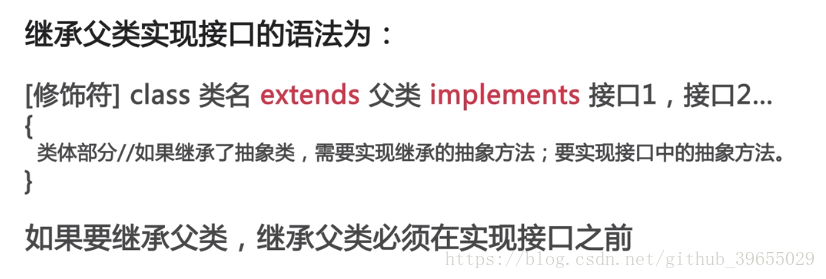 继承父类实现接口的语法为：
[修饰符] class 类名 extends 父类 implements 接口1，接口2...
{
类体部分//如果继承了抽象类，需要实现继承的抽象方法；要实现接口中的抽象方法。
}
如果要继承父类，继承父类必须在实现接口之前
https://blog.csdn.net/github_39655029